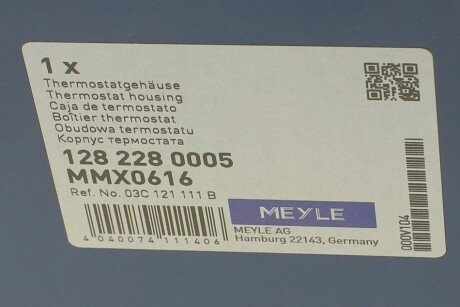 1 x
Thermostatgehäuse
Thermostat housing
Caja de termostato
Boîtier thermostat
Obudowa termostatu
Корпус термостата
128 228 0005
MMX0616
Ref. No. 03C 121 111 B
MEYLE
4 040074 111406
MEYLE AG
Hamburg 22143, Germany
000V104